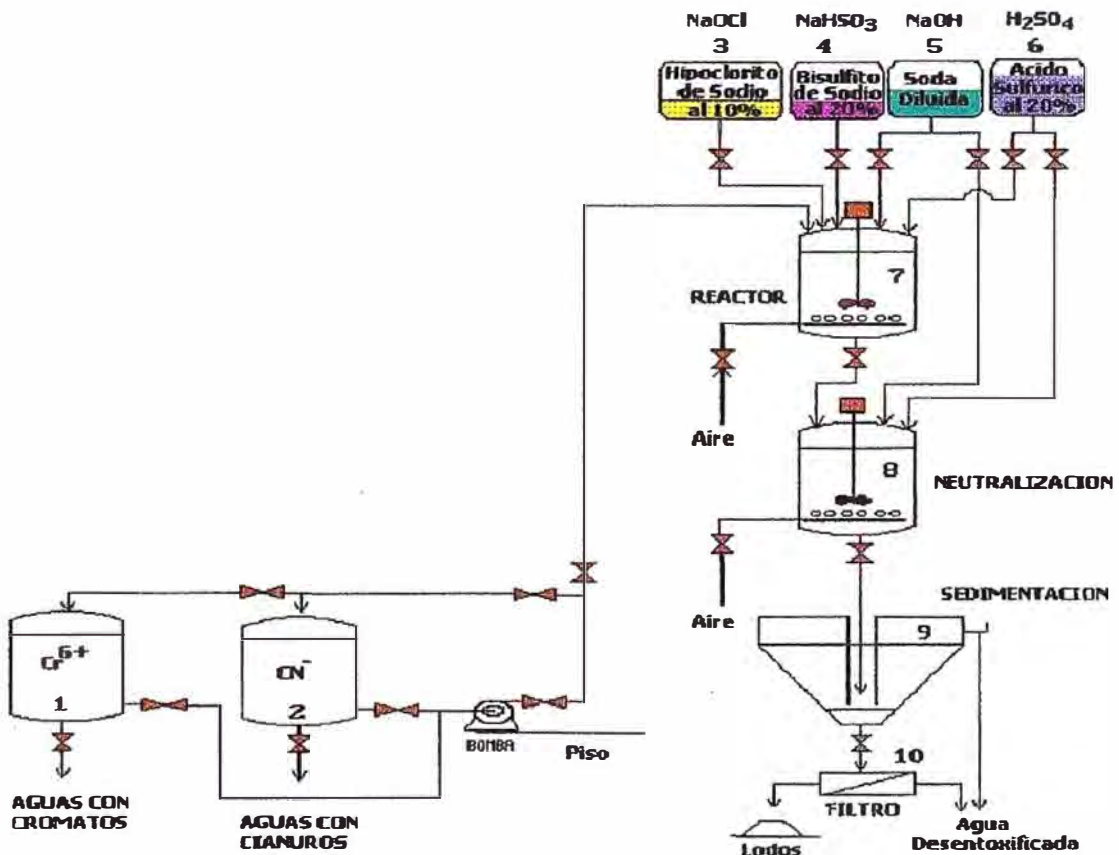 NaOCl NaHSO₃ NaOH H₂SO₄
3 4 5 6
Hipoclorito de Sodio al 10%
Bisulfito de Sodio al 20%
Soda Diluida
Acido Sulfurico al 20%
7
REACTOR
Aire
8
NEUTRALIZACION
Aire
SEDIMENTACION
9
Cr⁶⁺
1
CN⁻
2
BOMBA
Piso
10
FILTRO
AGUAS CON
CROMATOS
AGUAS CON
CIANUROS
Lodos
Agua
Desentoxificada